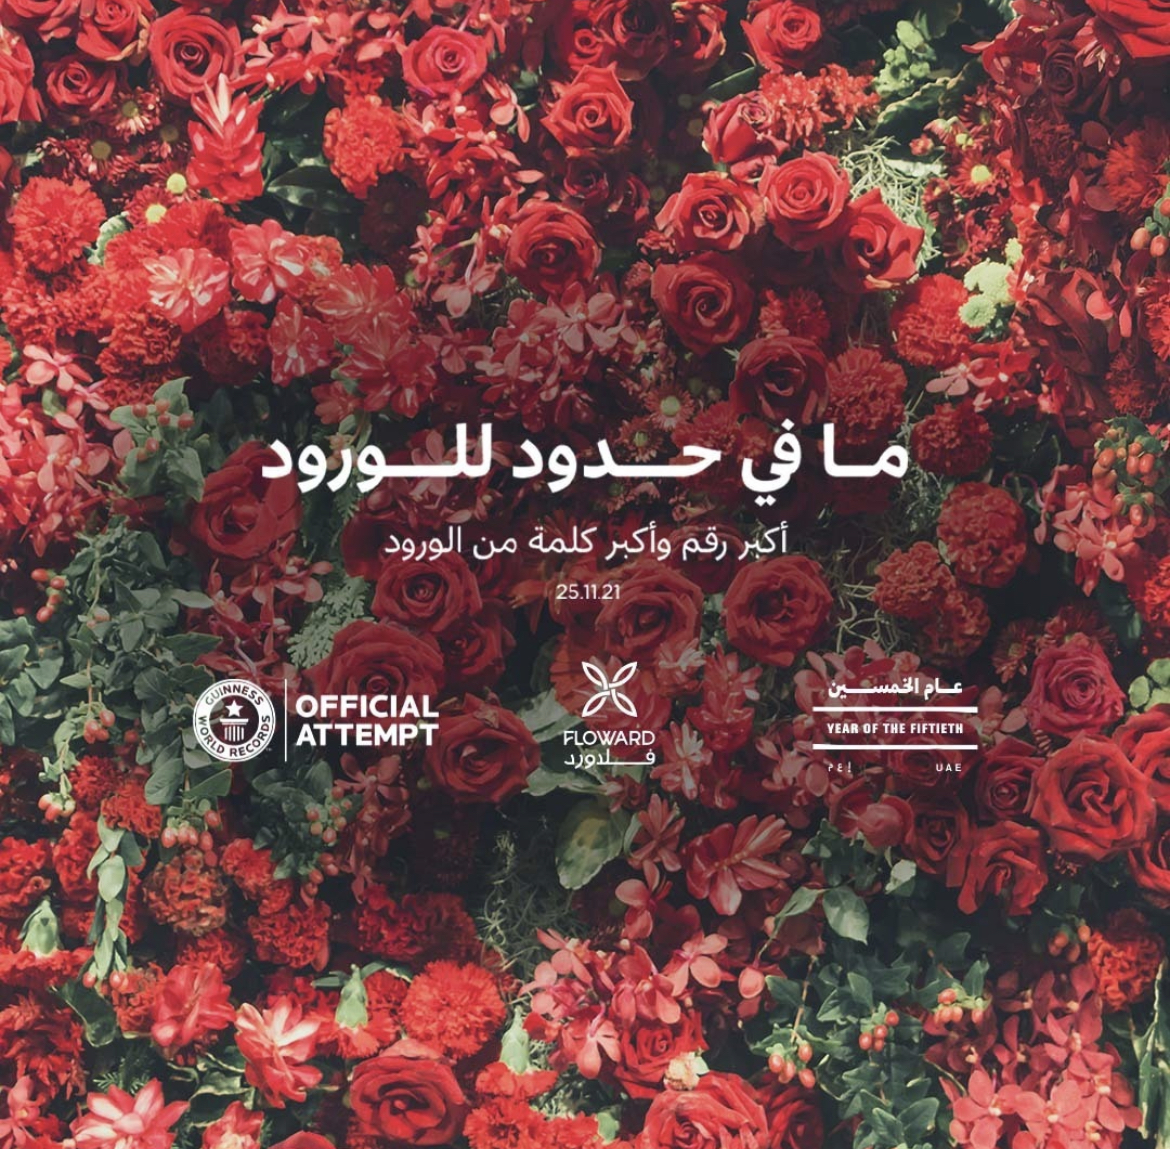 ما في حدود للورود
أكبر رقم وأكبر كلمة من الورود
25.11.21
GUINNESS WORLD RECORDS
OFFICIAL
ATTEMPT
FLOWARD
فلاورد
عام الخمسين
YEAR OF THE FIFTIETH
إ ع م UAE